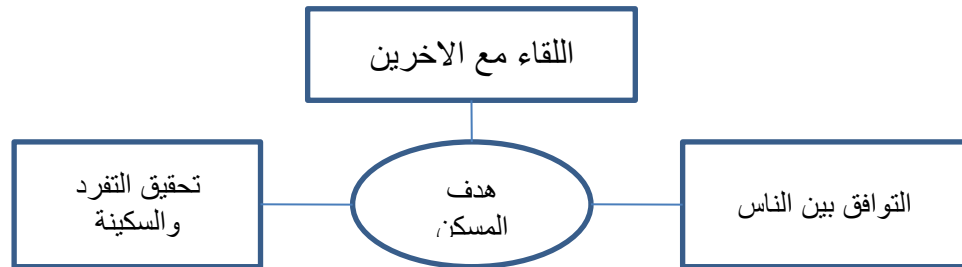 اللقاء مع الاخرين
التوافق بين الناس
هدف
المسكن
تحقيق التفرد
والسكينة